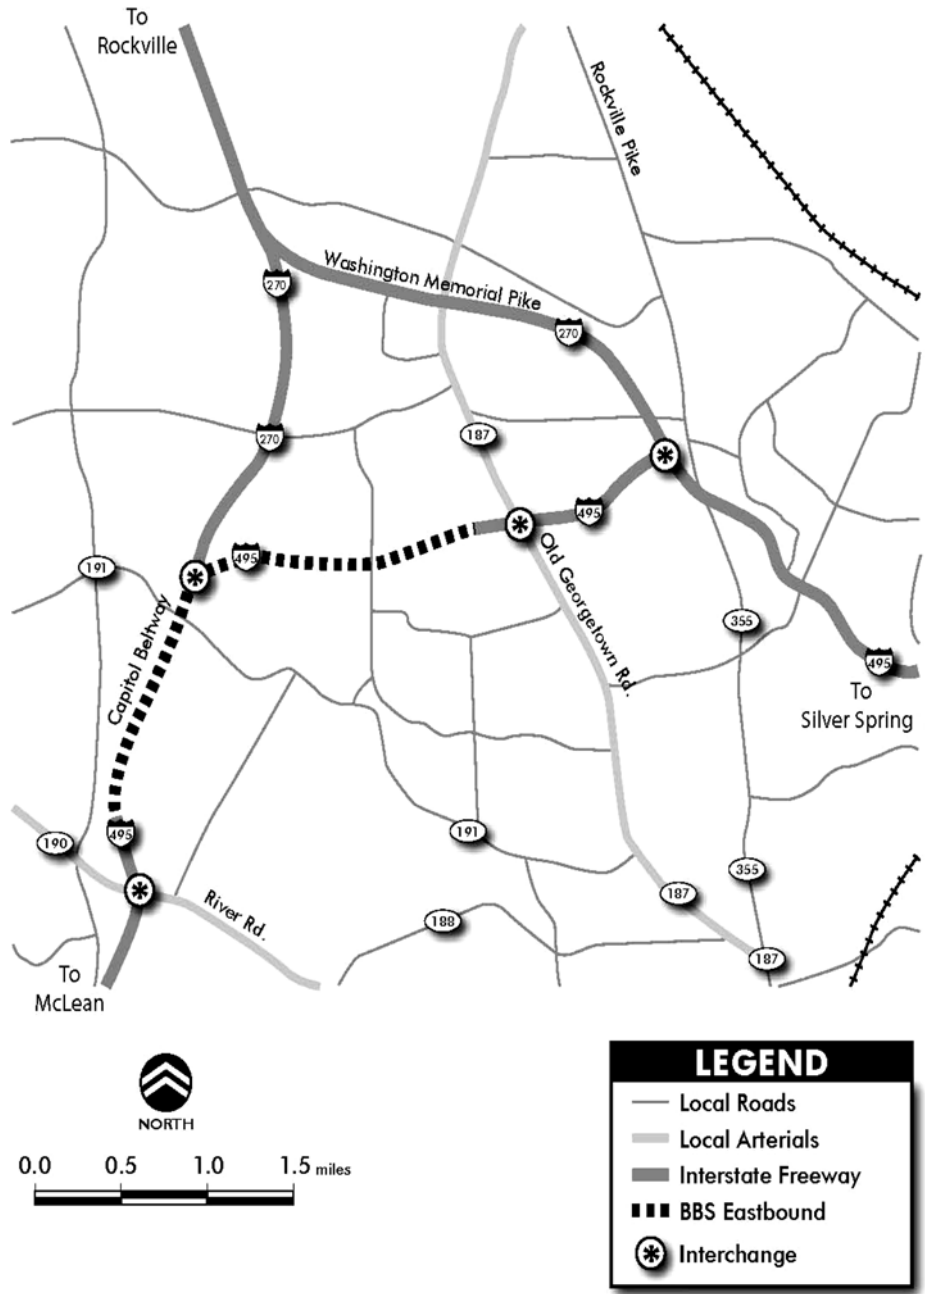 To
Rockville
Rockville Pike
Washington Memorial Pike
270
270
270
187
495
495
Old Georgetown Rd.
191
Capitol Beltway
355
495
To
Silver Spring
495
190
191
355
187
River Rd.
188
187
To
McLean
NORTH
0.0 0.5 1.0 1.5 miles
LEGEND
Local Roads
Local Arterials
Interstate Freeway
BBS Eastbound
Interchange